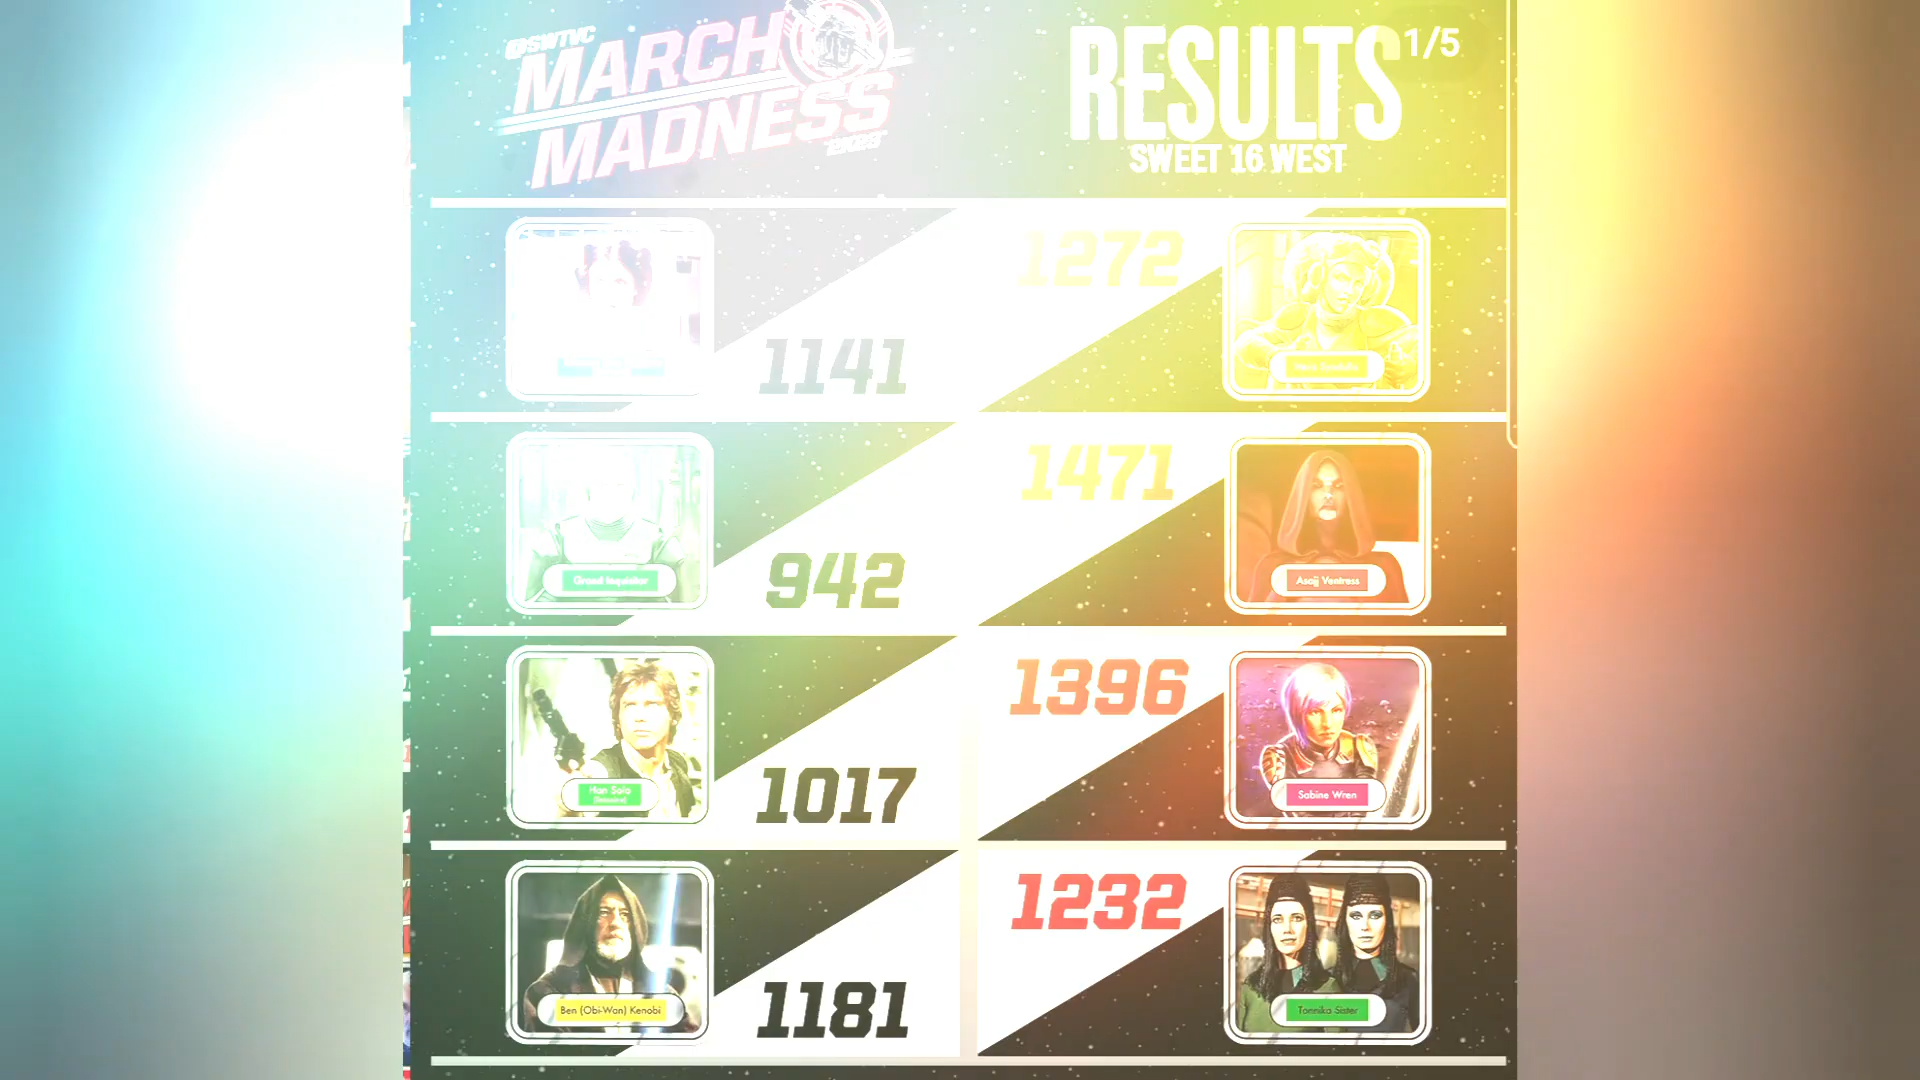 @SWTVC
MARCH
MADNESS
RESULTS
1/5
SWEET 16 WEST
1272
1141
1471
Grand Inquisitor
Asajj Ventress
942
1396
Han Solo
Sabine Wren
1017
1232
Ben (Obi-Wan) Kenobi
Tonnika Sister
1181